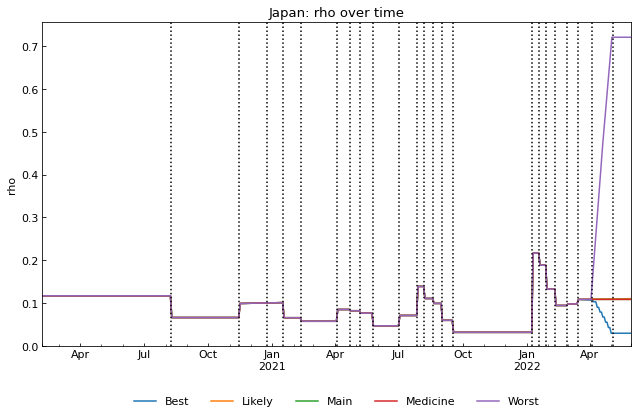 Japan: rho over time
0.7
0.6
0.5
0.4
0.3
0.2
0.1
0.0
rho
Apr Jul Oct Jan Apr Jul Oct Jan Apr
2021 2022
Best Likely Main Medicine Worst